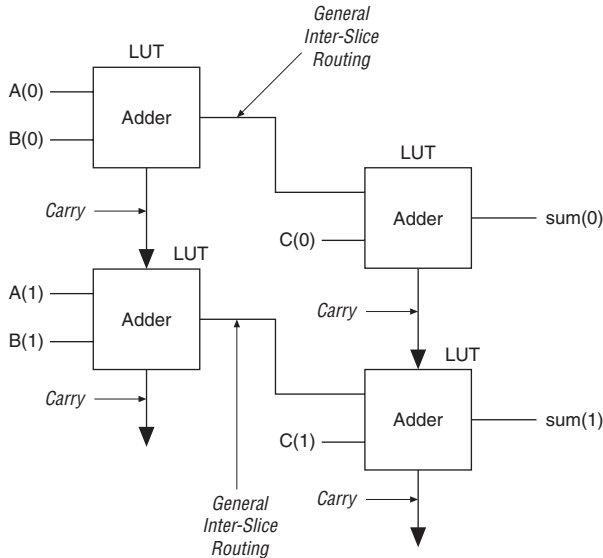 General
Inter-Slice
Routing
LUT
A(0)
Adder
B(0)
LUT
Carry
Adder
sum(0)
C(0)
LUT
A(1)
Adder
B(1)
Carry
LUT
Carry
Adder
sum(1)
C(1)
General
Inter-Slice
Routing
Carry